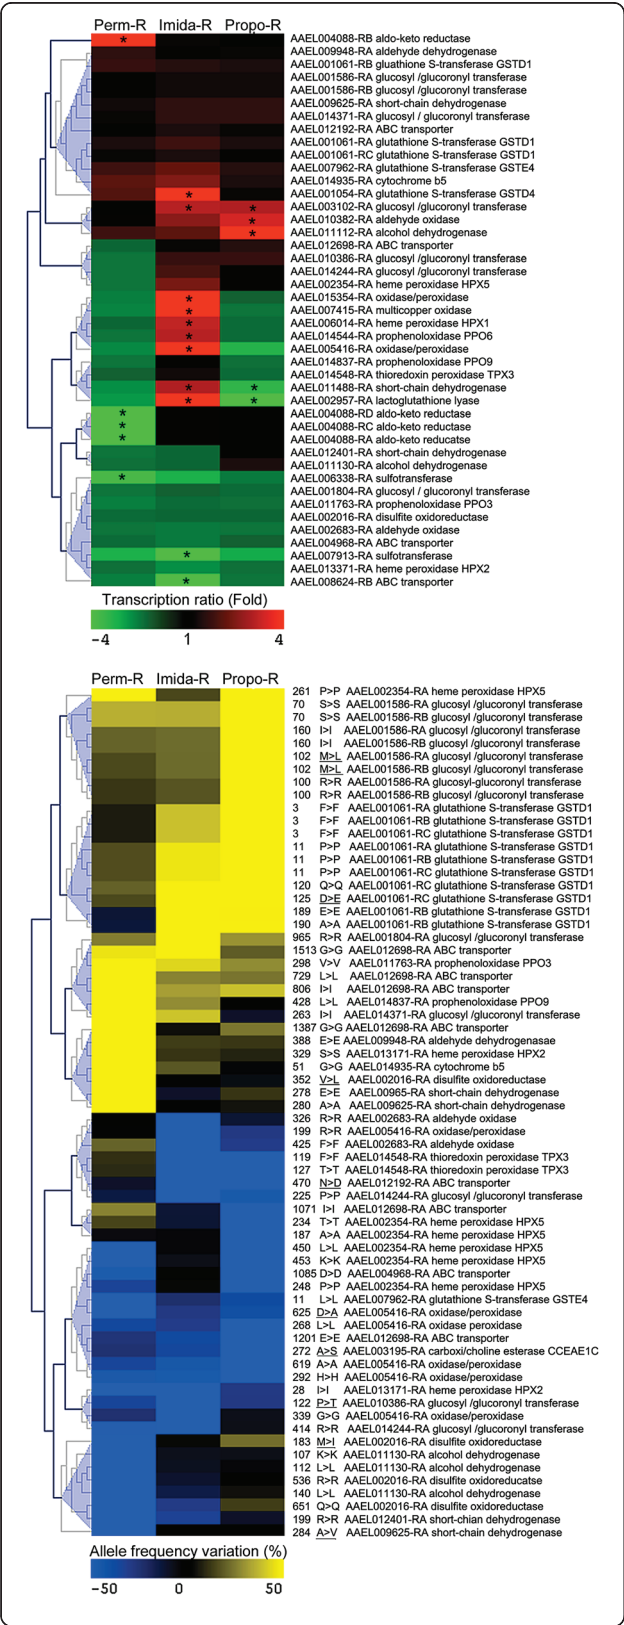 Perm-R Imida-R Propo-R
* AAEL004088-RB aldo-keto reductase
AAEL009948-RA aldehyde dehydrogenase
AAEL001061-RB gluathione S-transferase GSTD1
AAEL001586-RA glucosyl /glucoronyl transferase
AAEL001586-RB glucosyl /glucoronyl transferase
AAEL009625-RA short-chain dehydrogenase
AAEL014371-RA glucosyl / glucoronyl transferase
AAEL012192-RA ABC transporter
AAEL001061-RA glutathione S-transferase GSTD1
AAEL001061-RC glutathione S-transferase GSTD1
AAEL007962-RA glutathione S-transferase GSTE4
AAEL014935-RA cytochrome b5
* AAEL001054-RA glutathione S-transferase GSTD4
* * AAEL003102-RA glucosyl /glucoronyl transferase
* AAEL010382-RA aldehyde oxidase
* AAEL011112-RA alcohol dehydrogenase
AAEL012698-RA ABC transporter
AAEL010386-RA glucosyl /glucoronyl transferase
AAEL014244-RA glucosyl /glucoronyl transferase
AAEL002354-RA heme peroxidase HPX5
* AAEL015354-RA oxidase/peroxidase
* AAEL007415-RA multicopper oxidase
* AAEL006014-RA heme peroxidase HPX1
* AAEL014544-RA prophenoloxidase PPO6
* AAEL005416-RA oxidase/peroxidase
AAEL014837-RA prophenoloxidase PPO9
AAEL014548-RA thioredoxin peroxidase TPX3
* * AAEL011488-RA short-chain dehydrogenase
* * AAEL002957-RA lactoglutathione lyase
* AAEL004088-RD aldo-keto reductase
* AAEL004088-RC aldo-keto reductase
* AAEL004088-RA aldo-keto reducatse
AAEL012401-RA short-chain dehydrogenase
AAEL011130-RA alcohol dehydrogenase
* AAEL006338-RA sulfotransferase
AAEL001804-RA glucosyl / glucoronyl transferase
AAEL011763-RA prophenoloxidase PPO3
AAEL002016-RA disulfite oxidoreductase
AAEL002683-RA aldehyde oxidase
AAEL004968-RA ABC transporter
* AAEL007913-RA sulfotransferase
AAEL013371-RA heme peroxidase HPX2
* AAEL008624-RB ABC transporter
Transcription ratio (Fold)
-4 1 4
Perm-R Imida-R Propo-R
261 P>P AAEL002354-RA heme peroxidase HPX5
70 S>S AAEL001586-RA glucosyl /glucoronyl transferase
70 S>S AAEL001586-RB glucosyl /glucoronyl transferase
160 I>I AAEL001586-RA glucosyl /glucoronyl transferase
160 I>I AAEL001586-RB glucosyl /glucoronyl transferase
102 M>L AAEL001586-RA glucosyl /glucoronyl transferase
102 M>L AAEL001586-RB glucosyl /glucoronyl transferase
100 R>R AAEL001586-RA glucosyl-/glucoronyl transferase
100 R>R AAEL001586-RB glucosyl /glucoronyl transferase
3 F>F AAEL001061-RA glutathione S-transferase GSTD1
3 F>F AAEL001061-RB glutathione S-transferase GSTD1
3 F>F AAEL001061-RC glutathione S-transferase GSTD1
11 P>P AAEL001061-RA glutathione S-transferase GSTD1
11 P>P AAEL001061-RB glutathione S-transferase GSTD1
11 P>P AAEL001061-RC glutathione S-transferase GSTD1
120 Q>Q AAEL001061-RC glutathione S-transferase GSTD1
125 D>E AAEL001061-RC glutathione S-transferase GSTD1
189 E>E AAEL001061-RB glutathione S-transferase GSTD1
190 A>A AAEL001061-RB glutathione S-transferase GSTD1
965 R>R AAEL001804-RA glucosyl /glucoronyl transferase
1513 G>G AAEL012698-RA ABC transporter
298 V>V AAEL011763-RA prophenoloxidase PPO3
729 L>L AAEL012698-RA ABC transporter
806 I>I AAEL012698-RA ABC transporter
428 L>L AAEL014837-RA prophenoloxidase PPO9
263 I>I AAEL014371-RA glucosyl /glucoronyl transferase
1387 G>G AAEL012698-RA ABC transporter
388 E>E AAEL009948-RA aldehyde dehydrogenasae
329 S>S AAEL013171-RA heme peroxidase HPX2
51 G>G AAEL014935-RA cytochrome b5
352 V>L AAEL002016-RA disulfite oxidoreductase
278 E>E AAEL00965-RA short-chain dehydrogenase
280 A>A AAEL009625-RA short-chain dehydrogenase
326 R>R AAEL002683-RA aldehyde oxidase
199 R>R AAEL005416-RA oxidase/peroxidase
425 F>F AAEL002683-RA aldehyde oxidase
119 F>F AAEL014548-RA thioredoxin peroxidase TPX3
127 T>T AAEL014548-RA thioredoxin peroxidase TPX3
470 N>D AAEL012192-RA ABC transporter
225 P>P AAEL014244-RA glucosyl /glucoronyl transferase
1071 I>I AAEL012698-RA ABC transporter
234 T>T AAEL002354-RA heme peroxidase HPX5
187 A>A AAEL002354-RA heme peroxidase HPX5
450 L>L AAEL002354-RA heme peroxidase HPX5
453 K>K AAEL002354-RA heme peroxidase HPX5
1085 D>D AAEL004968-RA ABC transporter
248 P>P AAEL002354-RA heme peroxidase HPX5
11 L>L AAEL007962-RA glutathione S-transferase GSTE4
625 D>A AAEL005416-RA oxidase/peroxidase
268 L>L AAEL005416-RA oxidase peroxidase
1201 E>E AAEL012698-RA ABC transporter
272 A>S AAEL003195-RA carboxi/choline esterase CCEAE1C
619 A>A AAEL005416-RA oxidase/peroxidase
292 H>H AAEL005416-RA oxidase/peroxidase
28 I>I AAEL013171-RA heme peroxidase HPX2
122 P>T AAEL010386-RA glucosyl /glucoronyl transferase
339 G>G AAEL005416-RA oxidase/peroxidase
414 R>R AAEL014244-RA glucosyl /glucoronyl transferase
183 M>I AAEL002016-RA disulfite oxidoreductase
107 K>K AAEL011130-RA alcohol dehydrogenase
112 L>L AAEL011130-RA alcohol dehydrogenase
536 R>R AAEL002016-RA disulfite oxidoreducatse
140 L>L AAEL011130-RA alcohol dehydrogenase
651 Q>Q AAEL002016-RA disulfite oxidoreductase
199 R>R AAEL012401-RA short-chian dehydrogenase
284 A>V AAEL009625-RA short-chain dehydrogenase
Allele frequency variation (%)
-50 0 50